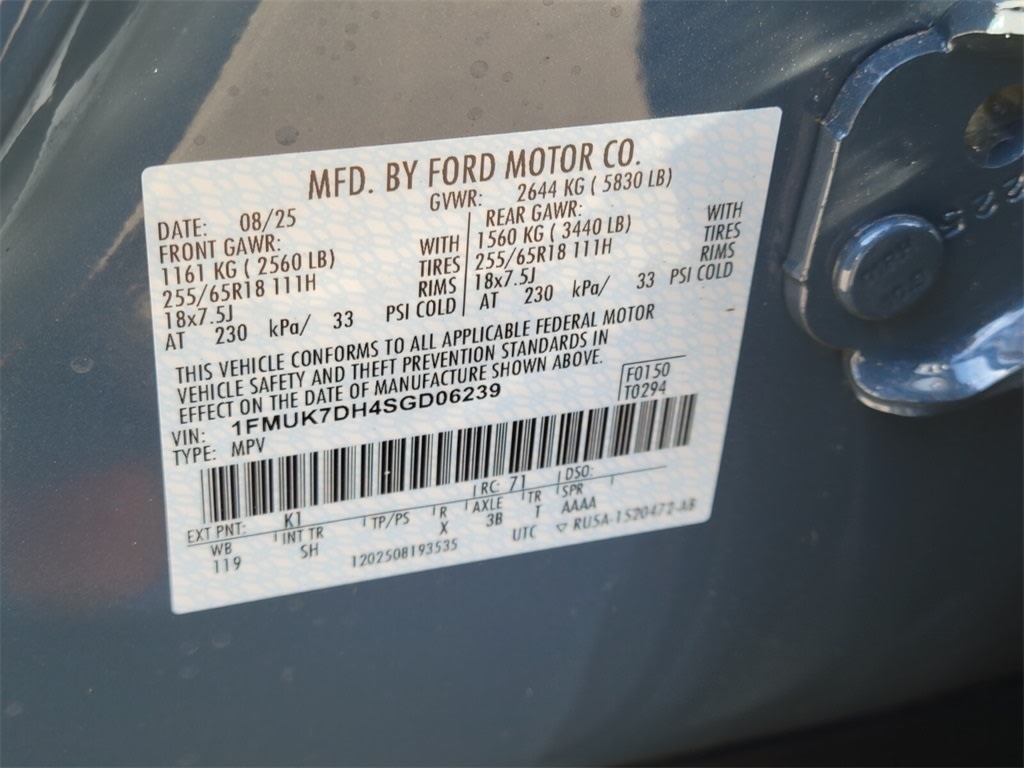 MFD. BY FORD MOTOR CO.
DATE: 08/25
GVWR: 2644 KG ( 5830 LB)
FRONT GAWR:
1161 KG ( 2560 LB) WITH
255/65R18 111H TIRES
18x7.5J RIMS
AT 230 kPa/ 33 PSI COLD
REAR GAWR:
1560 KG ( 3440 LB) WITH
255/65R18 111H TIRES
18x7.5J RIMS
AT 230 kPa/ 33 PSI COLD
THIS VEHICLE CONFORMS TO ALL APPLICABLE FEDERAL MOTOR
VEHICLE SAFETY AND THEFT PREVENTION STANDARDS IN
EFFECT ON THE DATE OF MANUFACTURE SHOWN ABOVE.
VIN: 1FMUK7DH4SGD06239
TYPE: MPV
F0150
T0294
EXT PNT: K1 RC: 71 DSO:
WB INT TR TP/PS R AXLE TR SPR
119 SH X 3B T AAAA
1202508193535 UTC ▽ RU5A-1520472-AB